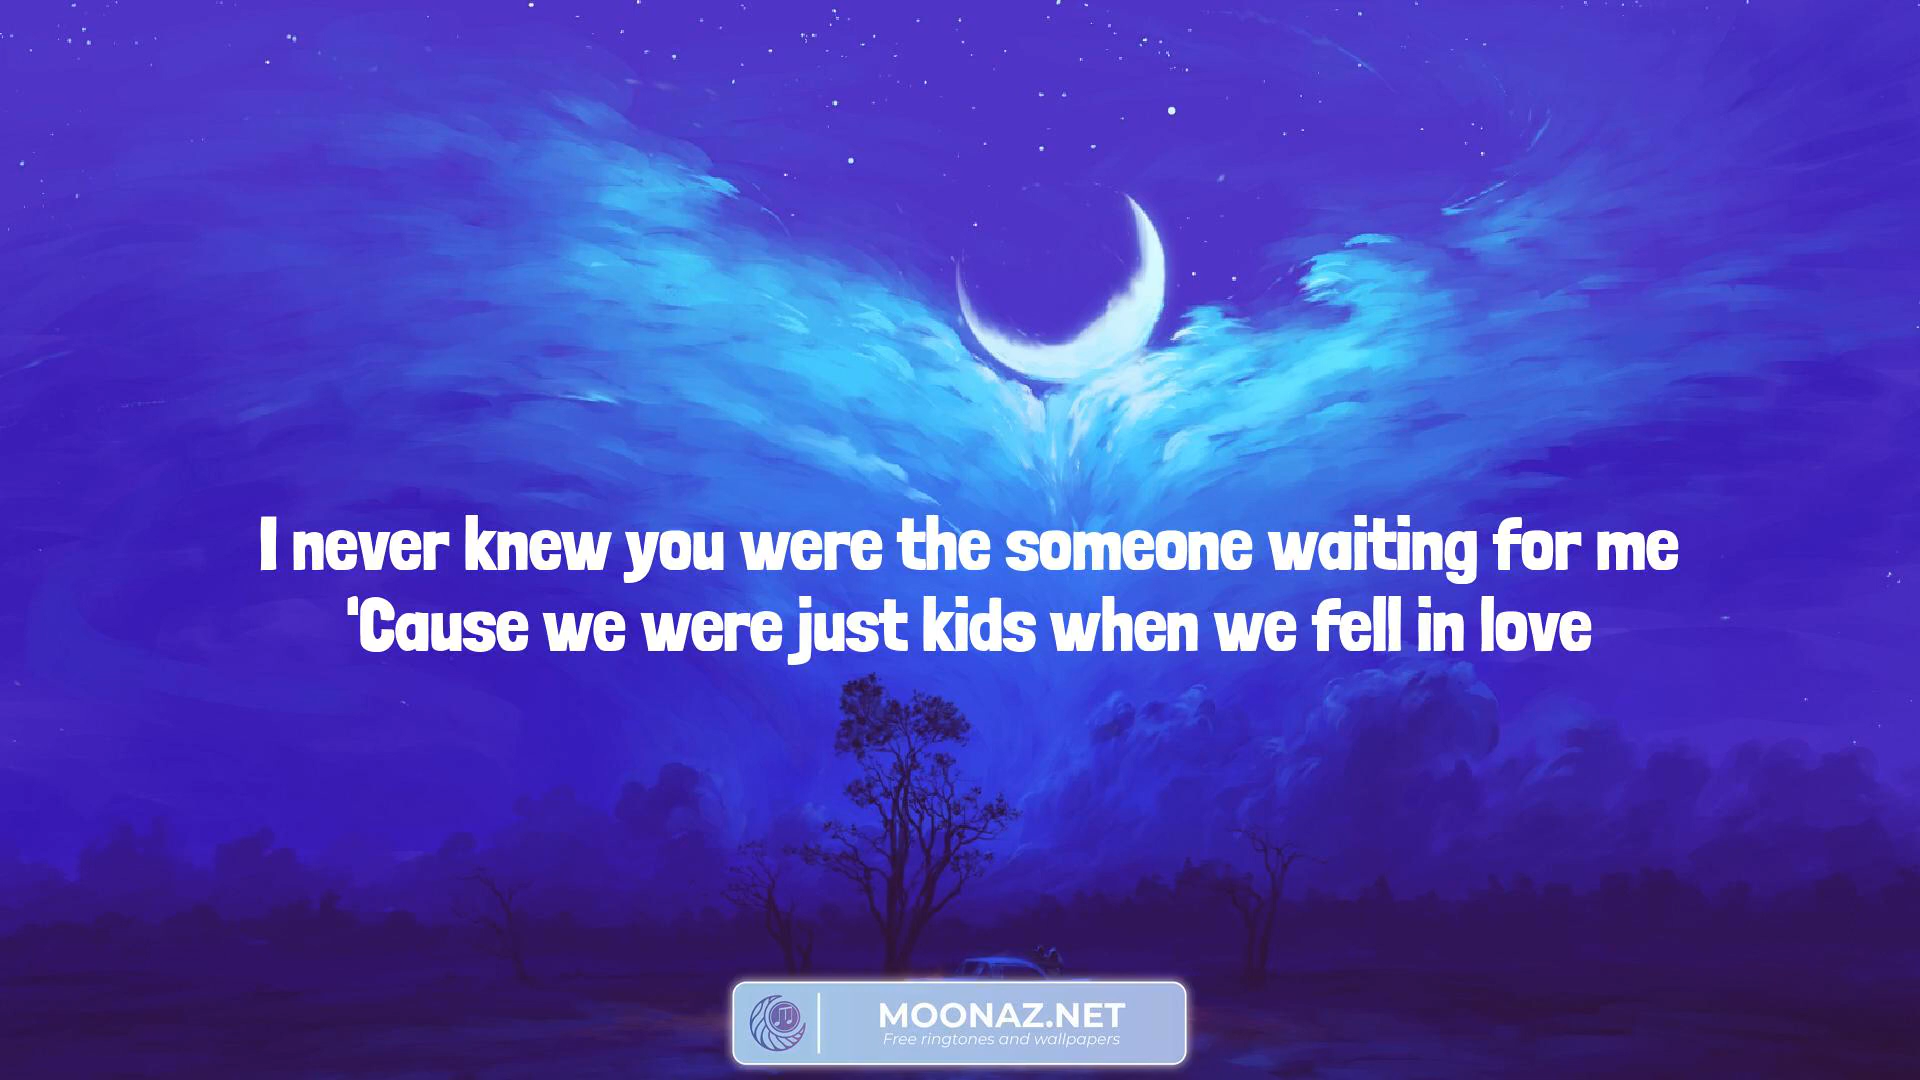 I never knew you were the someone waiting for me
'Cause we were just kids when we fell in love
MOONAZ.NET
Free ringtones and wallpapers